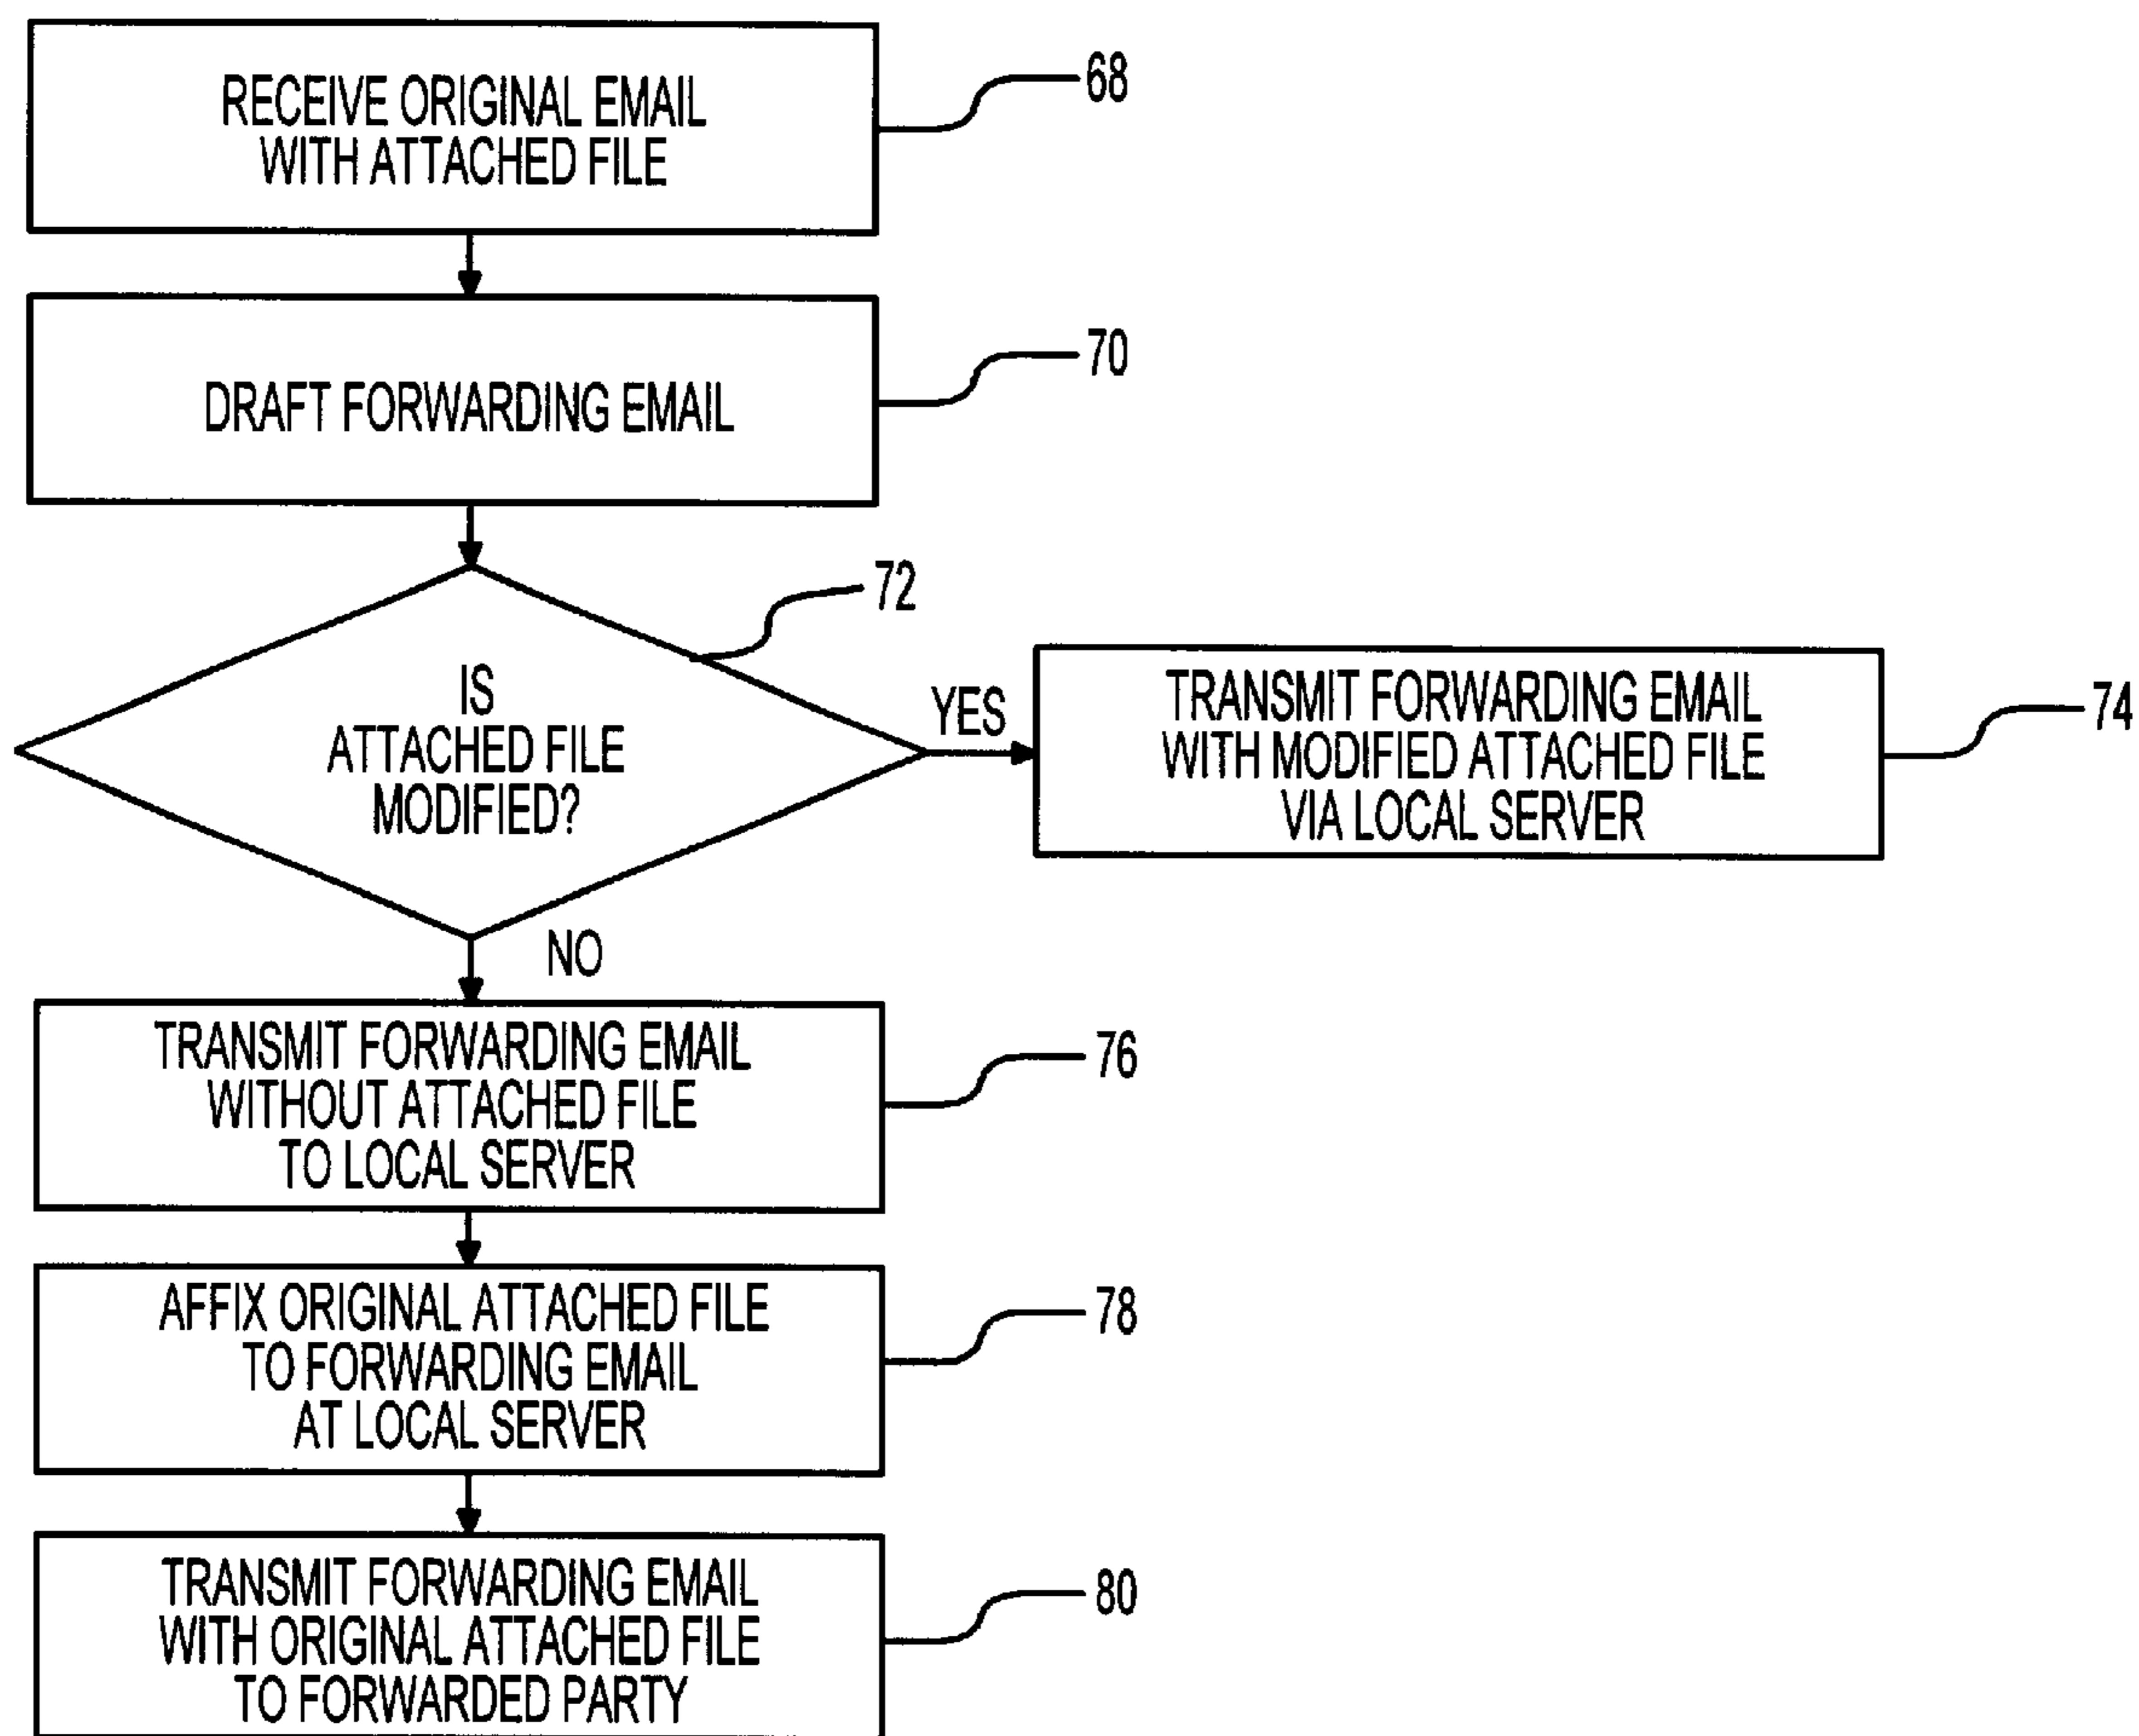 RECEIVE ORIGINAL EMAIL
WITH ATTACHED FILE
68
DRAFT FORWARDING EMAIL
70
72
IS
ATTACHED FILE
MODIFIED?
YES
TRANSMIT FORWARDING EMAIL
WITH MODIFIED ATTACHED FILE
VIA LOCAL SERVER
74
NO
TRANSMIT FORWARDING EMAIL
WITHOUT ATTACHED FILE
TO LOCAL SERVER
76
AFFIX ORIGINAL ATTACHED FILE
TO FORWARDING EMAIL
AT LOCAL SERVER
78
TRANSMIT FORWARDING EMAIL
WITH ORIGINAL ATTACHED FILE
TO FORWARDED PARTY
80